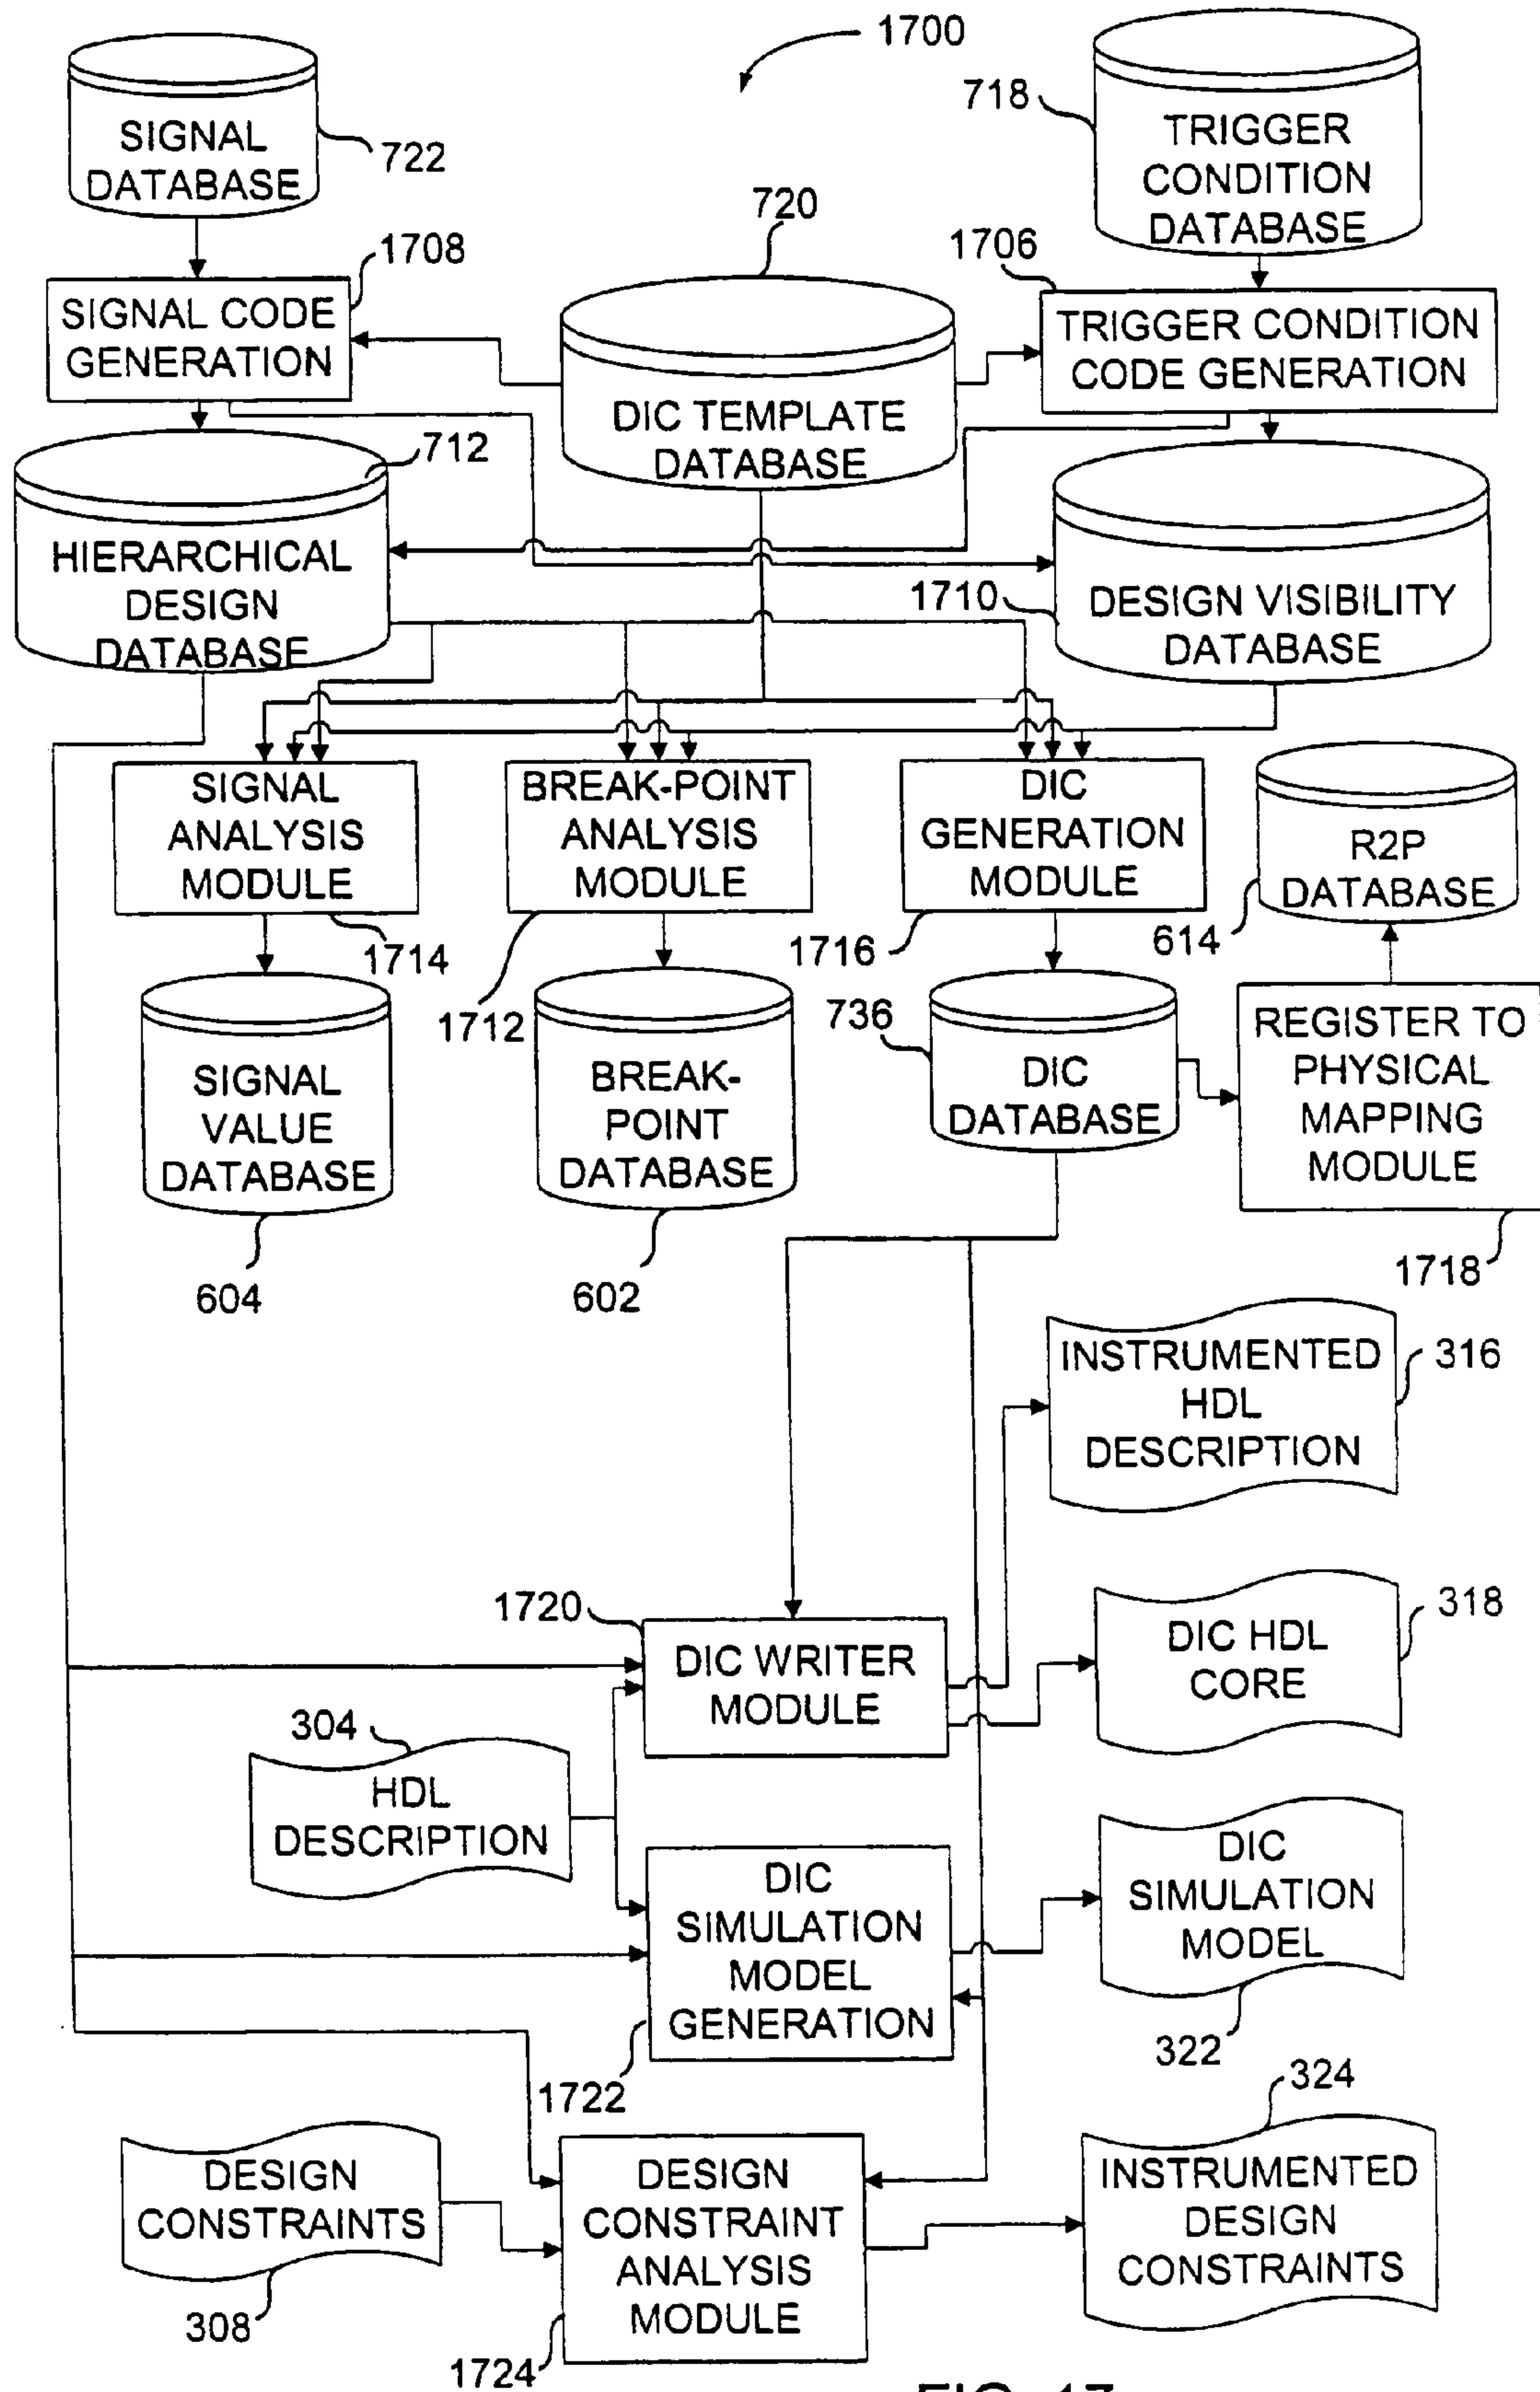 1700
718
TRIGGER
CONDITION
DATABASE
SIGNAL
DATABASE
722
720
1708
1706
SIGNAL CODE
GENERATION
TRIGGER CONDITION
CODE GENERATION
DIC TEMPLATE
DATABASE
712
HIERARCHICAL
DESIGN
DATABASE
1710
DESIGN VISIBILITY
DATABASE
SIGNAL
ANALYSIS
MODULE
BREAK-POINT
ANALYSIS
MODULE
DIC
GENERATION
MODULE
R2P
DATABASE
1714
1712
1716
614
736
SIGNAL
VALUE
DATABASE
BREAK-
POINT
DATABASE
DIC
DATABASE
REGISTER TO
PHYSICAL
MAPPING
MODULE
604
602
1718
INSTRUMENTED
HDL
DESCRIPTION
316
1720
DIC WRITER
MODULE
DIC HDL
CORE
318
304
HDL
DESCRIPTION
DIC
SIMULATION
MODEL
GENERATION
DIC
SIMULATION
MODEL
322
1722
324
DESIGN
CONSTRAINTS
DESIGN
CONSTRAINT
ANALYSIS
MODULE
INSTRUMENTED
DESIGN
CONSTRAINTS
308
1724
FIG. 17